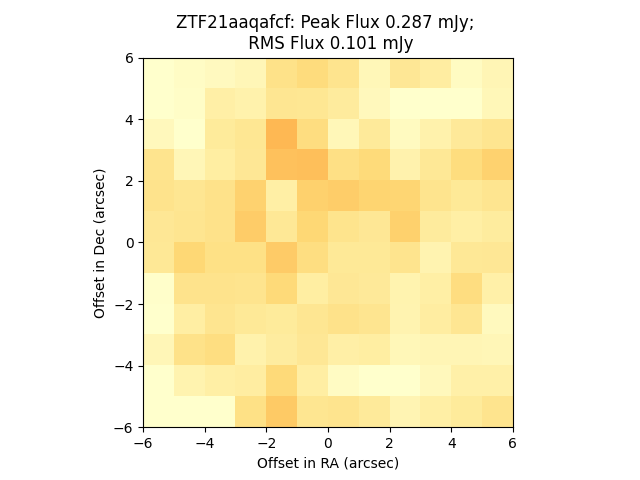 ZTF21aaqafcf: Peak Flux 0.287 mJy;
RMS Flux 0.101 mJy
6
4
2
0
−2
−4
−6
Offset in Dec (arcsec)
−6 −4 −2 0 2 4 6
Offset in RA (arcsec)